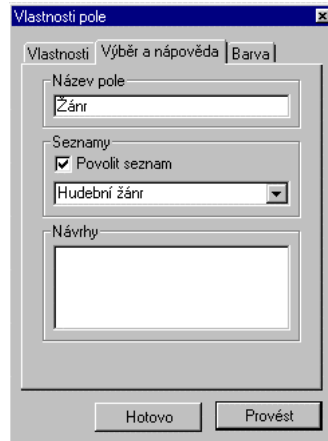 Vlastnosti pole
Vlastnosti Výběr a nápověda Barva
Název pole
Žánr
Seznamy
Povolit seznam
Hudební žánr
Návrhy
Hotovo Provést